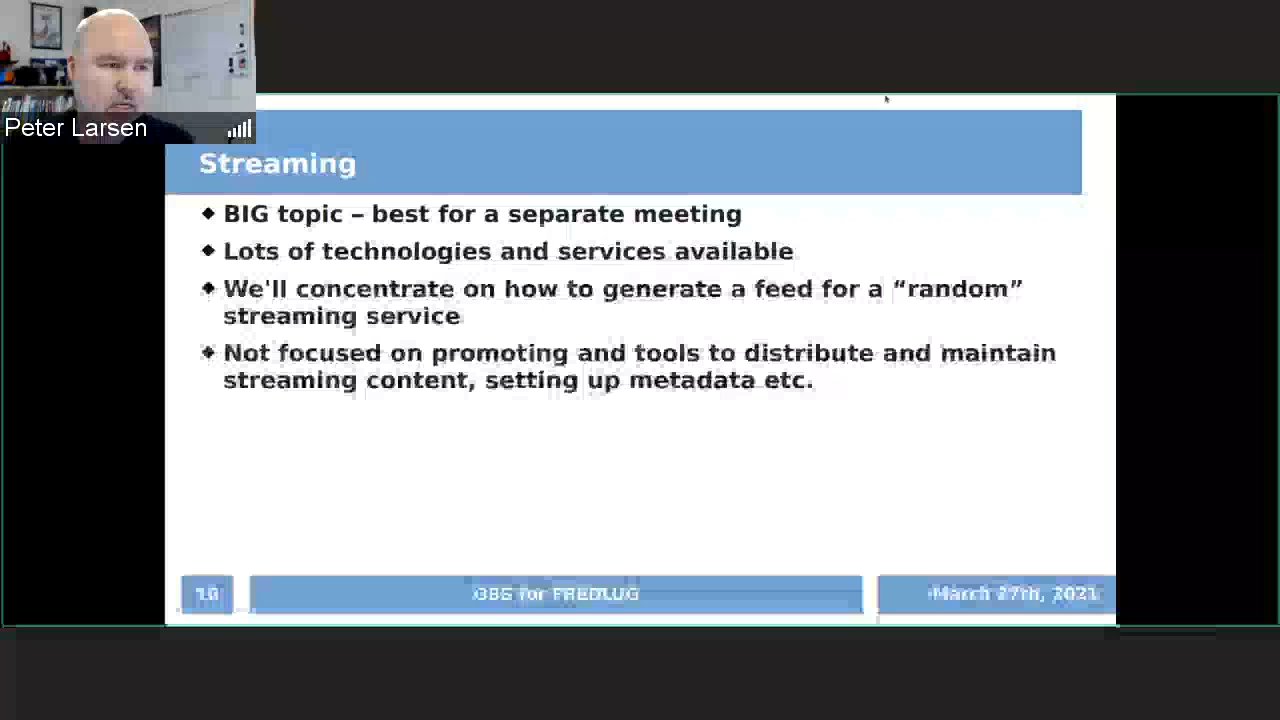 Peter Larsen
Streaming
BIG topic – best for a separate meeting
Lots of technologies and services available
We'll concentrate on how to generate a feed for a “random”
streaming service
Not focused on promoting and tools to distribute and maintain
streaming content, setting up metadata etc.
OBS for FREDLUG
March 27th, 2021